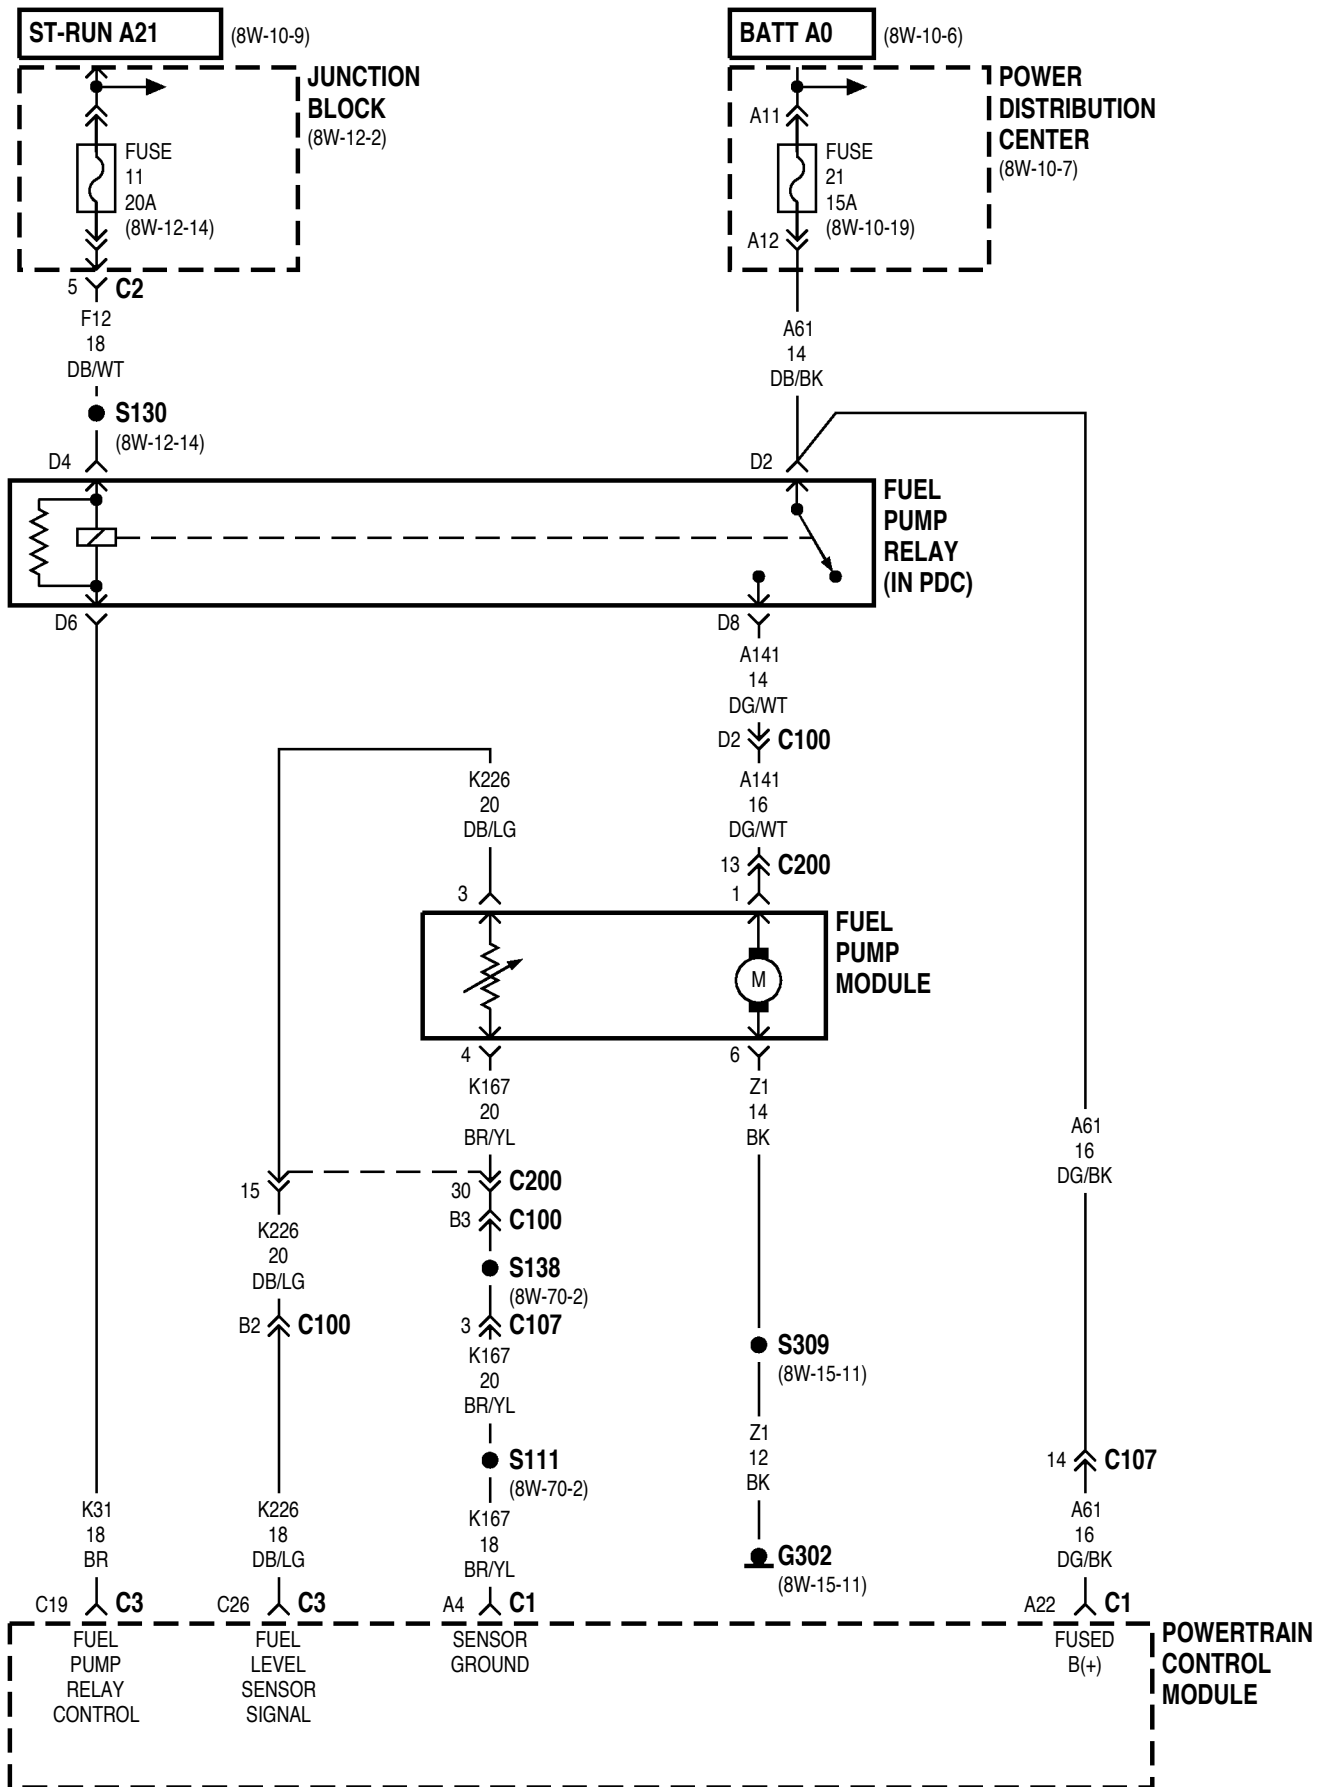 ST-RUN A21
(8W-10-9)
BATT A0
(8W-10-6)
JUNCTION
BLOCK
(8W-12-2)
FUSE
11
20A
(8W-12-14)
5
C2
F12
18
DB/WT
S130
(8W-12-14)
D4
POWER
DISTRIBUTION
CENTER
(8W-10-7)
A11
FUSE
21
15A
(8W-10-19)
A12
A61
14
DB/BK
D2
FUEL
PUMP
RELAY
(IN PDC)
D6
D8
A141
14
DG/WT
D2
C100
A141
16
DG/WT
13
C200
1
K226
20
DB/LG
3
FUEL
PUMP
MODULE
M
4
K167
20
BR/YL
6
Z1
14
BK
A61
16
DG/BK
15
30
C200
K226
20
DB/LG
B3
C100
S138
(8W-70-2)
B2
C100
3
C107
K167
20
BR/YL
S309
(8W-15-11)
S111
(8W-70-2)
Z1
12
BK
14
C107
K31
18
BR
K226
18
DB/LG
K167
18
BR/YL
G302
(8W-15-11)
A61
16
DG/BK
C19
C3
C26
C3
A4
C1
A22
C1
FUEL
PUMP
RELAY
CONTROL
FUEL
LEVEL
SENSOR
SIGNAL
SENSOR
GROUND
FUSED
B(+)
POWERTRAIN
CONTROL
MODULE